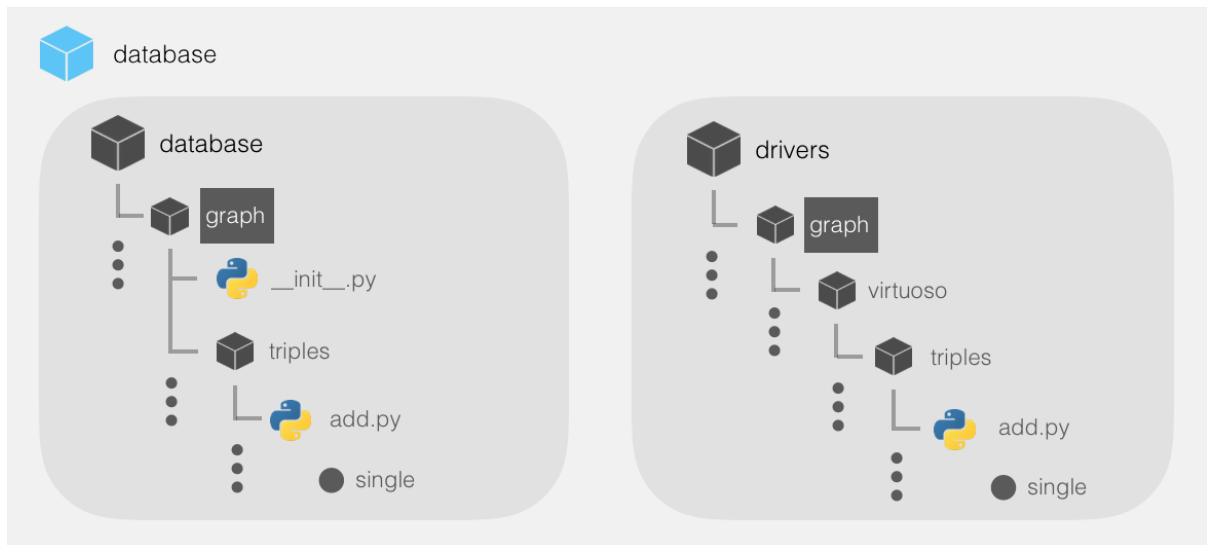 database
database
graph
__init__.py
triples
add.py
single
drivers
graph
virtuoso
triples
add.py
single